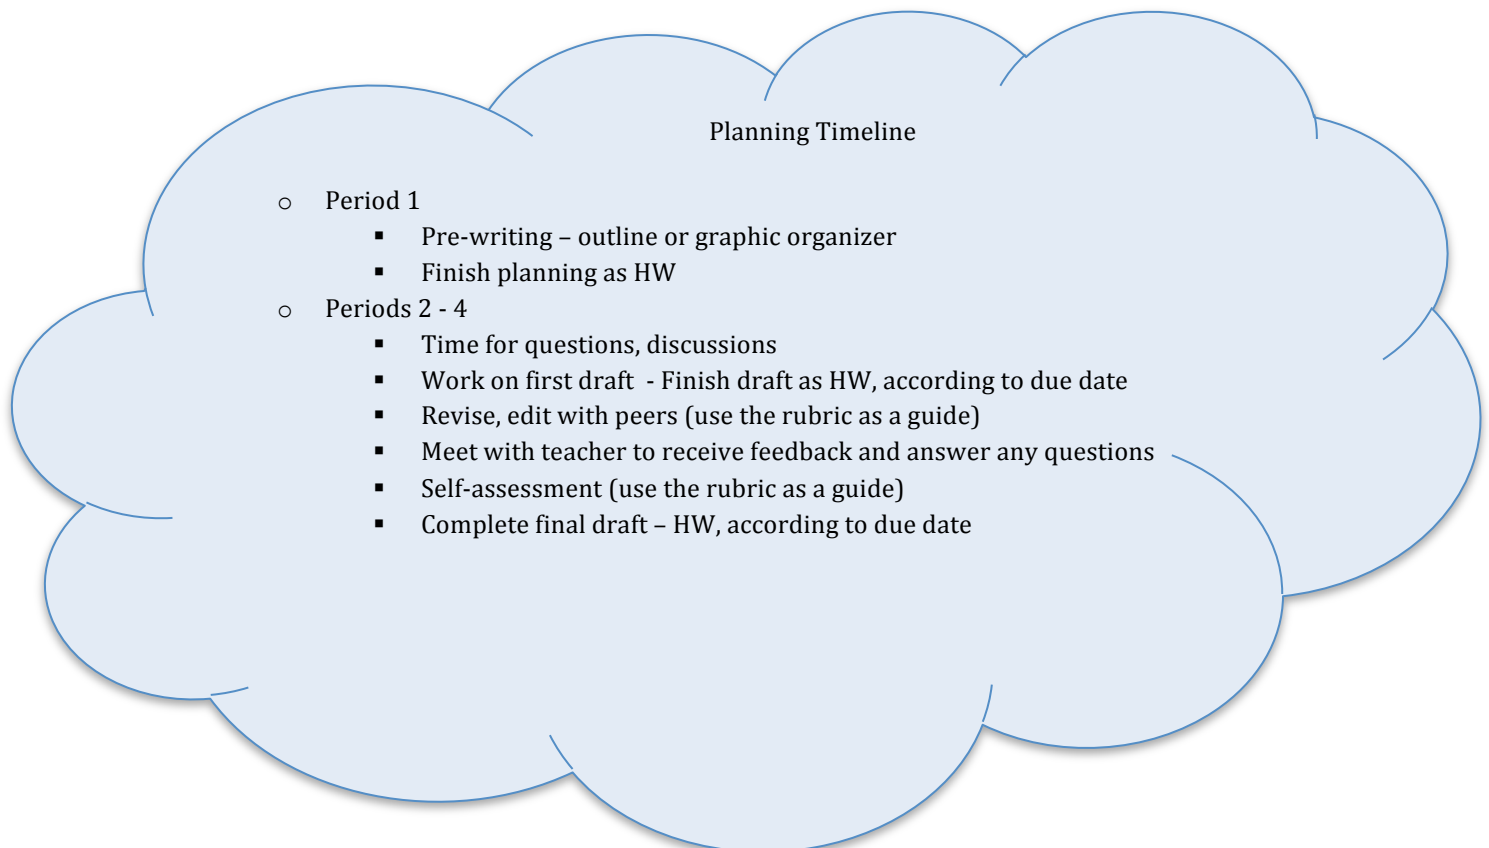 Planning Timeline
o Period 1
▪ Pre-writing – outline or graphic organizer
▪ Finish planning as HW
o Periods 2 - 4
▪ Time for questions, discussions
▪ Work on first draft  - Finish draft as HW, according to due date
▪ Revise, edit with peers (use the rubric as a guide)
▪ Meet with teacher to receive feedback and answer any questions
▪ Self-assessment (use the rubric as a guide)
▪ Complete final draft – HW, according to due date